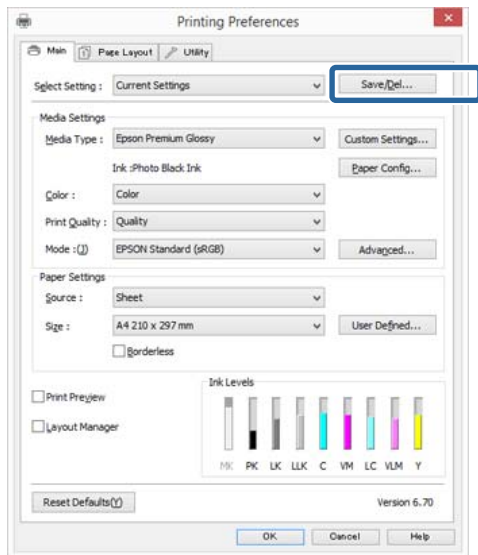 Printing Preferences
Main Page Layout Utility
Select Setting : Current Settings Save/Del...
Media Settings
Media Type : Epson Premium Glossy Custom Settings...
Ink :Photo Black Ink Paper Config...
Color : Color
Print Quality : Quality
Mode :(J) EPSON Standard (sRGB) Advanced...
Paper Settings
Source : Sheet
Size : A4 210 x 297 mm User Defined...
Borderless
Ink Levels
Print Preview
Layout Manager
MK PK LK LLK C VM LC VLM Y
Reset Defaults(Y) Version 6.70
OK Cancel Help